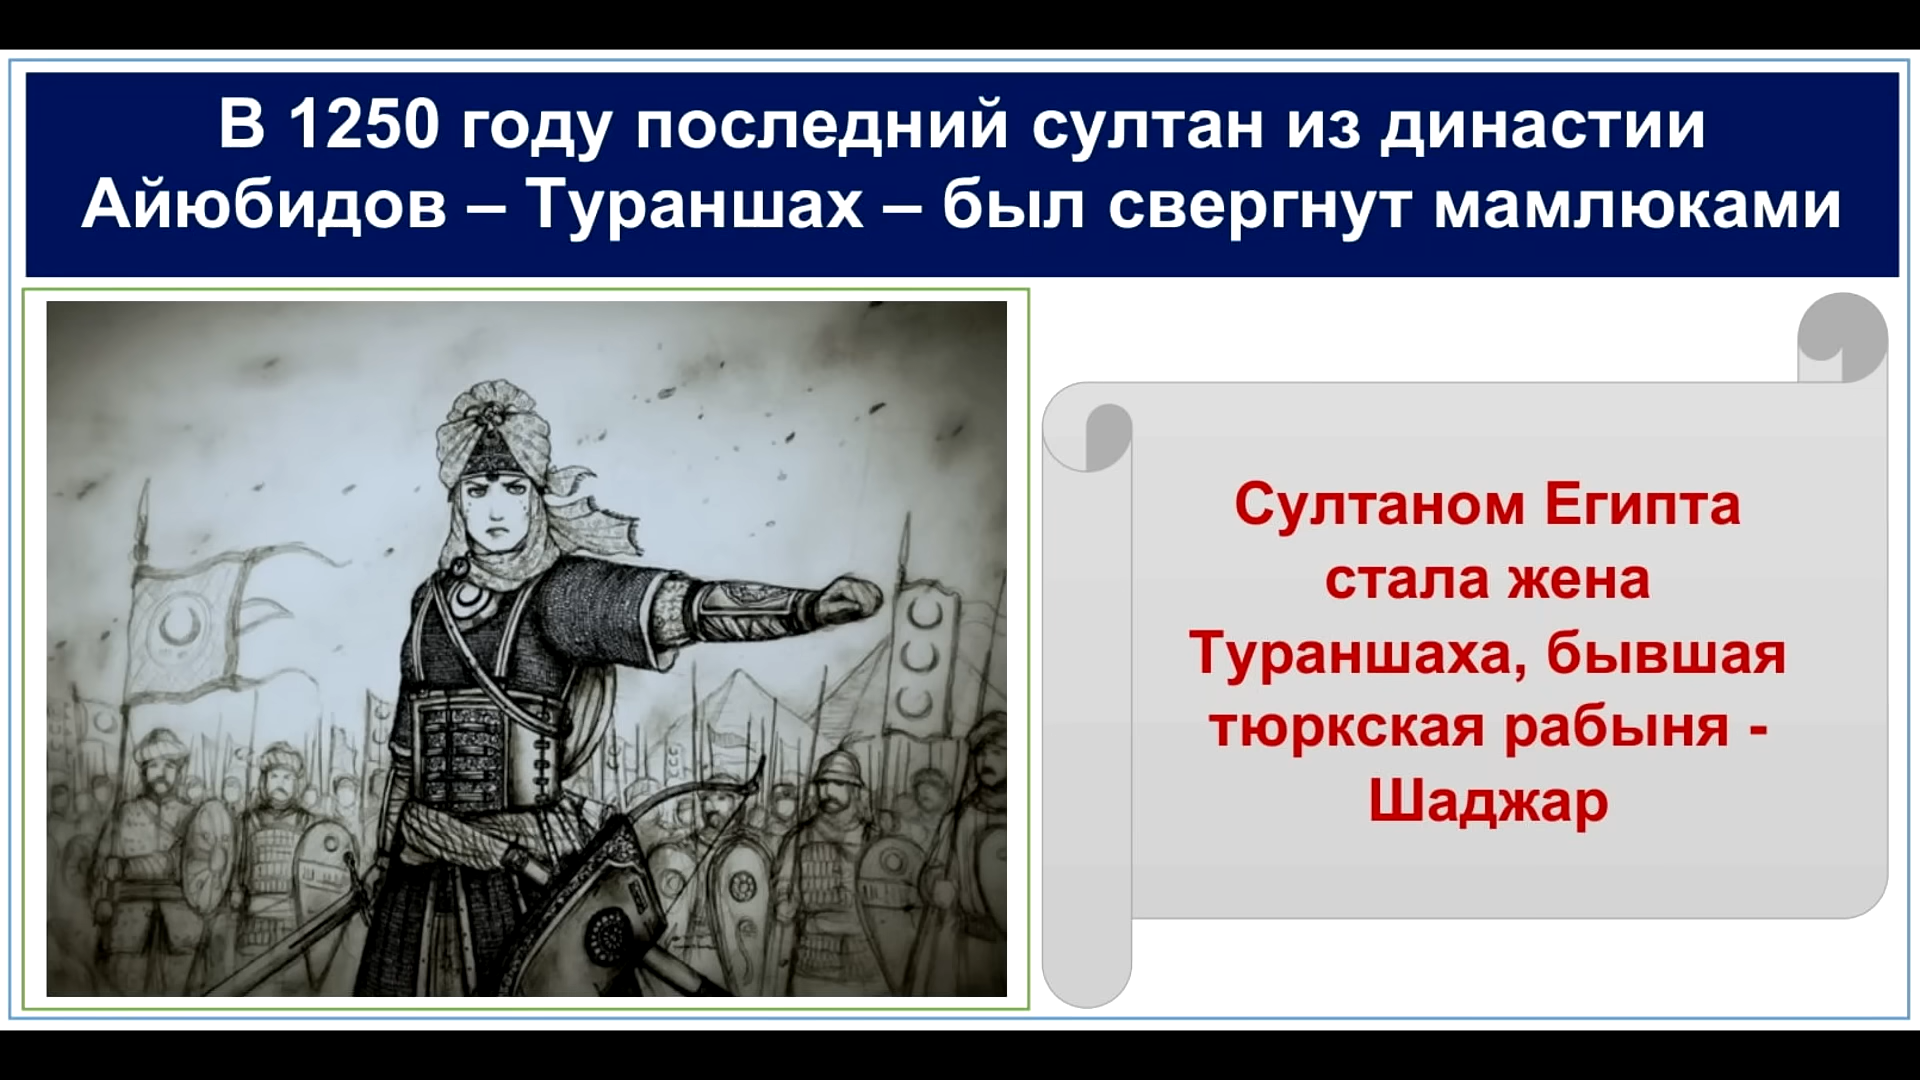 В 1250 году последний султан из династии
Айюбидов – Тураншах – был свергнут мамлюками
Султаном Египта
стала жена
Тураншаха, бывшая
тюркская рабыня -
Шаджар